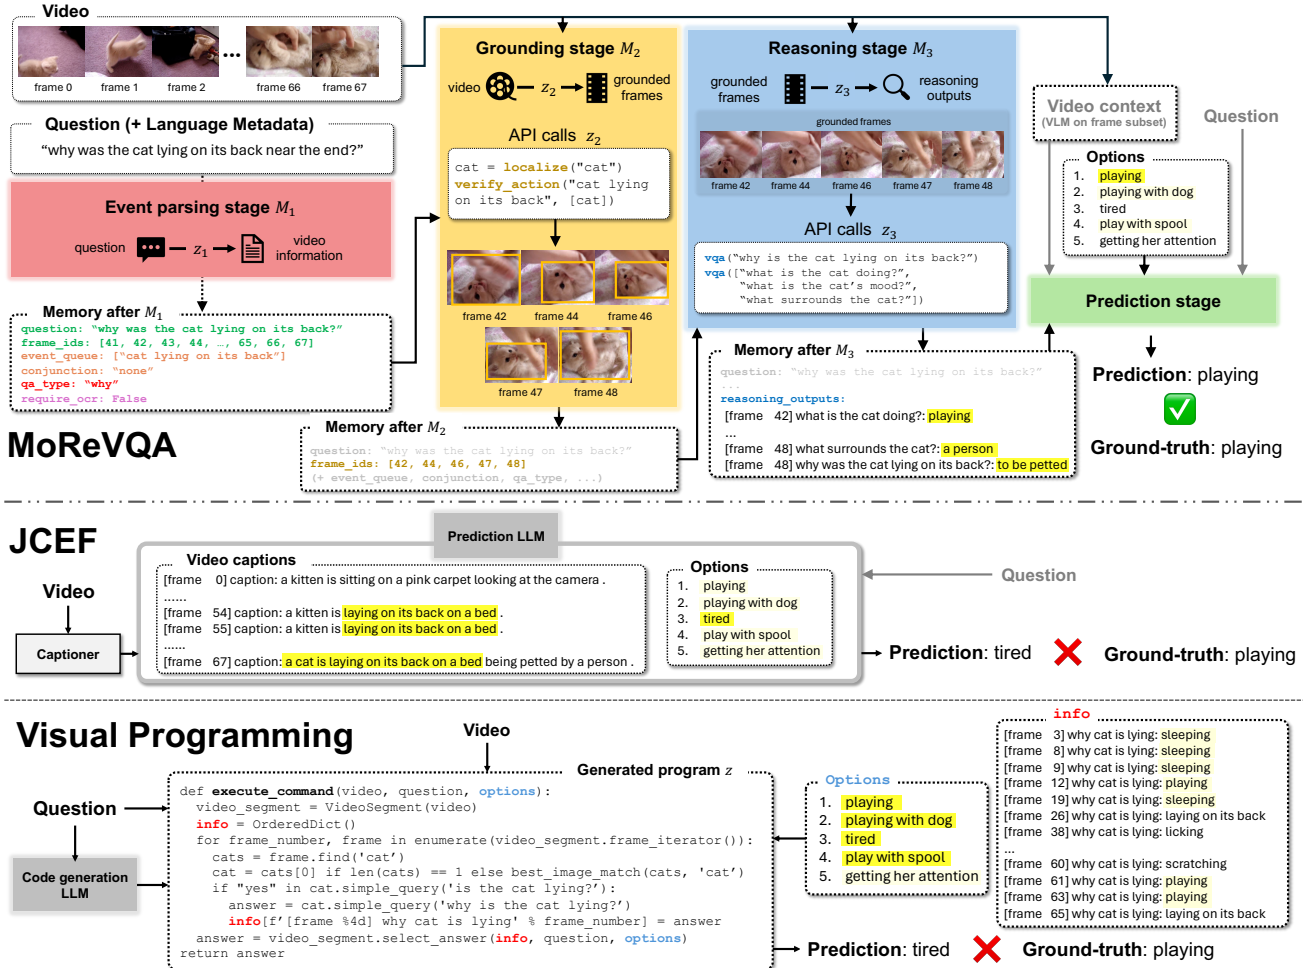 Video
...
frame 0
frame 1
frame 2
frame 66
frame 67
Question (+ Language Metadata)
“why was the cat lying on its back near the end?”
Event parsing stage M1
question
z1
video
information
Memory after M1
question: “why was the cat lying on its back?”
frame_ids: [41, 42, 43, 44, …, 65, 66, 67]
event_queue: [“cat lying on its back”]
conjunction: “none”
qa_type: “why”
require_ocr: False
MoReVQA
Grounding stage M2
video
z2
grounded
frames
API calls z2
cat = localize("cat")
verify_action("cat lying
on its back", [cat])
frame 42
frame 44
frame 46
frame 47
frame 48
Memory after M2
question: “why was the cat lying on its back?”
frame_ids: [42, 44, 46, 47, 48]
(+ event_queue, conjunction, qa_type, ...)
Reasoning stage M3
grounded
frames
z3
reasoning
outputs
grounded frames
frame 42
frame 44
frame 46
frame 47
frame 48
API calls z3
vqa(“why is the cat lying on its back?”)
vqa([“what is the cat doing?”,
“what is the cat’s mood?”,
“what surrounds the cat?”])
Memory after M3
question: “why was the cat lying on its back?”
...
reasoning_outputs:
[frame 42] what is the cat doing?: playing
...
[frame 48] what surrounds the cat?: a person
[frame 48] why was the cat lying on its back?: to be petted
Video context
(VLM on frame subset)
Question
Options
1. playing
2. playing with dog
3. tired
4. play with spool
5. getting her attention
Prediction stage
Prediction: playing
Ground-truth: playing
JCEF
Video
Captioner
Prediction LLM
Video captions
[frame 0] caption: a kitten is sitting on a pink carpet looking at the camera .
......
[frame 54] caption: a kitten is laying on its back on a bed .
[frame 55] caption: a kitten is laying on its back on a bed .
......
[frame 67] caption: a cat is laying on its back on a bed being petted by a person .
Options
1. playing
2. playing with dog
3. tired
4. play with spool
5. getting her attention
Question
Prediction: tired
Ground-truth: playing
Visual Programming
Video
Question
Code generation
LLM
Generated program z
def execute_command(video, question, options):
video_segment = VideoSegment(video)
info = OrderedDict()
for frame_number, frame in enumerate(video_segment.frame_iterator()):
cats = frame.find('cat')
cat = cats[0] if len(cats) == 1 else best_image_match(cats, 'cat')
if "yes" in cat.simple_query('is the cat lying?'):
answer = cat.simple_query('why is the cat lying?')
info[f'[frame %4d] why cat is lying' % frame_number] = answer
answer = video_segment.select_answer(info, question, options)
return answer
Options
1. playing
2. playing with dog
3. tired
4. play with spool
5. getting her attention
info
[frame 3] why cat is lying: sleeping
[frame 8] why cat is lying: sleeping
[frame 9] why cat is lying: sleeping
[frame 12] why cat is lying: playing
[frame 19] why cat is lying: sleeping
[frame 26] why cat is lying: laying on its back
[frame 38] why cat is lying: licking
...
[frame 60] why cat is lying: scratching
[frame 61] why cat is lying: playing
[frame 63] why cat is lying: playing
[frame 65] why cat is lying: laying on its back
Prediction: tired
Ground-truth: playing